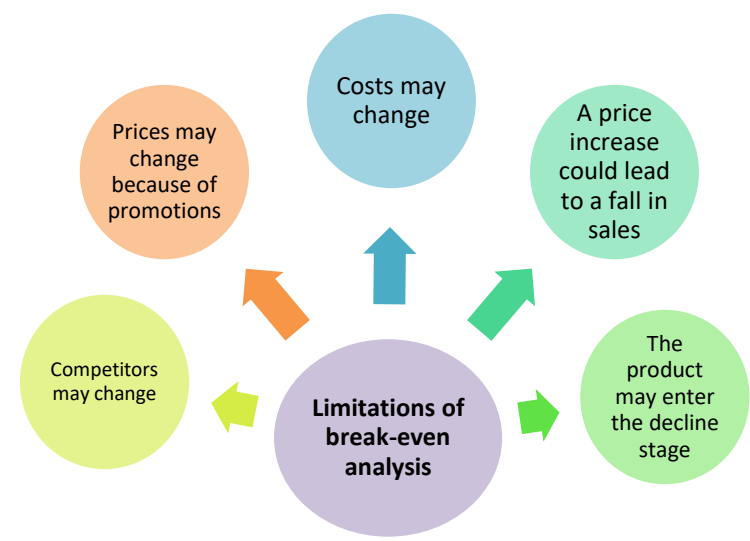 Costs may
change
Prices may
change
because of
promotions
A price
increase
could lead
to a fall in
sales
Competitors
may change
The
product
may enter
the decline
stage
Limitations of
break-even
analysis